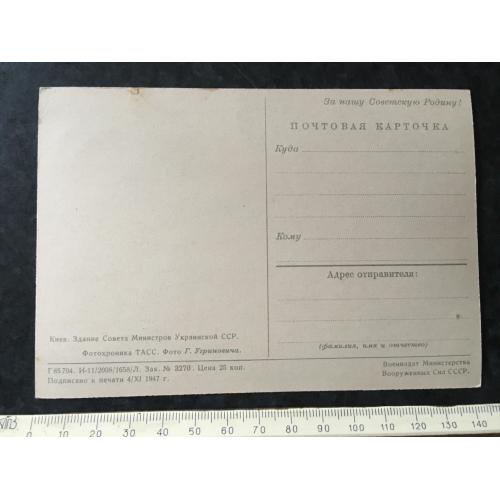 За нашу Советскую Родину!
ПОЧТОВАЯ КАРТОЧКА
Куда
Кому
Адрес отправителя:
(фамилия, имя и отчество)
Киев. Здание Совета Министров Украинской ССР.
Фотохроника ТАСС. Фото Г. Угриновича.
Г 85704. И-11/2008/1658/Л. Зак. № 3270. Цена 25 коп.
Подписано к печати 4/XI 1947 г.
Воениздат Министерства
Вооруженных Сил СССР.
10 20 30 40 50 60 70 80 90 100 110 120 130 140